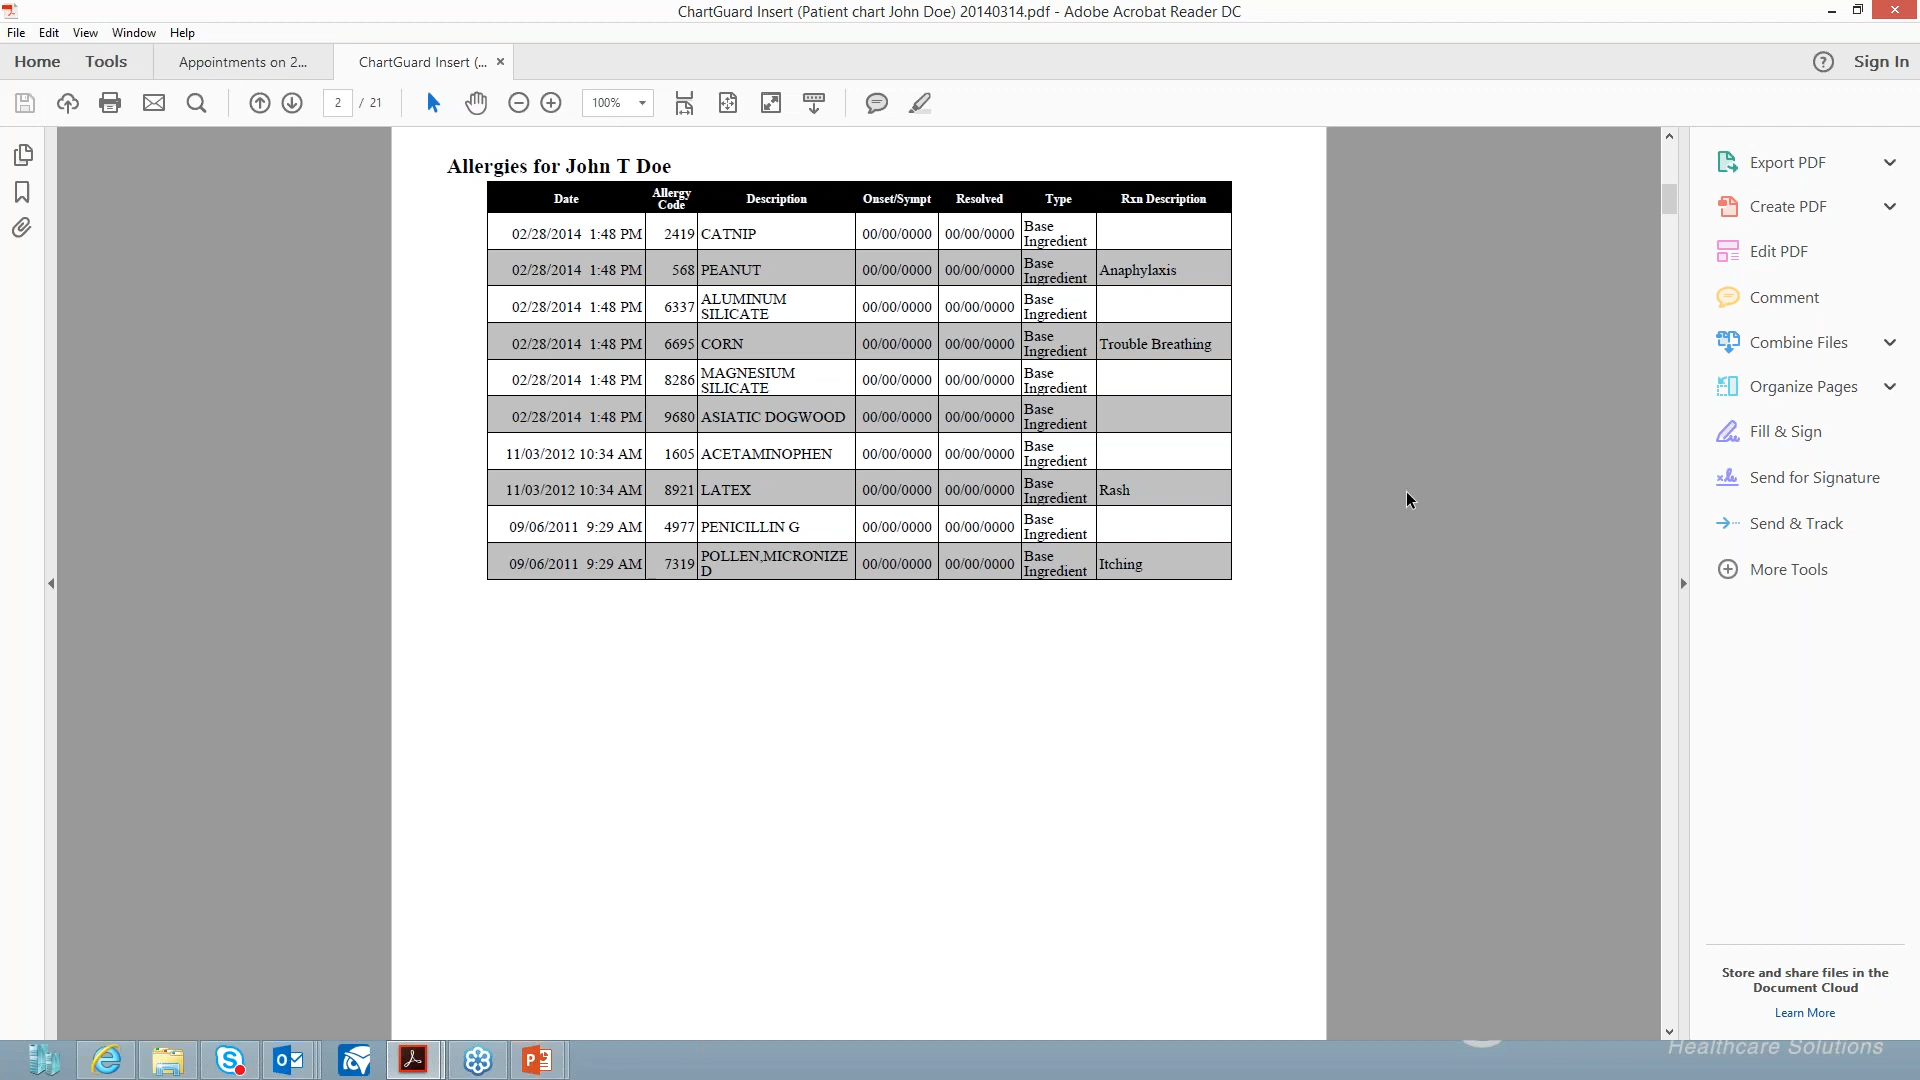 ChartGuard Insert (Patient chart John Doe) 20140314.pdf - Adobe Acrobat Reader DC
File Edit View Window Help
Home Tools Appointments on 2... ChartGuard Insert (... × ? Sign In
2 / 21 100%
Allergies for John T Doe
Date Allergy Code Description Onset/Sympt Resolved Type Rxn Description
02/28/2014 1:48 PM 2419 CATNIP 00/00/0000 00/00/0000 Base Ingredient
02/28/2014 1:48 PM 568 PEANUT 00/00/0000 00/00/0000 Base Ingredient Anaphylaxis
02/28/2014 1:48 PM 6337 ALUMINUM SILICATE 00/00/0000 00/00/0000 Base Ingredient
02/28/2014 1:48 PM 6695 CORN 00/00/0000 00/00/0000 Base Ingredient Trouble Breathing
02/28/2014 1:48 PM 8286 MAGNESIUM SILICATE 00/00/0000 00/00/0000 Base Ingredient
02/28/2014 1:48 PM 9680 ASIATIC DOGWOOD 00/00/0000 00/00/0000 Base Ingredient
11/03/2012 10:34 AM 1605 ACETAMINOPHEN 00/00/0000 00/00/0000 Base Ingredient
11/03/2012 10:34 AM 8921 LATEX 00/00/0000 00/00/0000 Base Ingredient Rash
09/06/2011 9:29 AM 4977 PENICILLIN G 00/00/0000 00/00/0000 Base Ingredient
09/06/2011 9:29 AM 7319 POLLEN,MICRONIZE D 00/00/0000 00/00/0000 Base Ingredient Itching
Export PDF
Create PDF
Edit PDF
Comment
Combine Files
Organize Pages
Fill & Sign
Send for Signature
Send & Track
More Tools
Store and share files in the
Document Cloud
Learn More
Healthcare Solutions